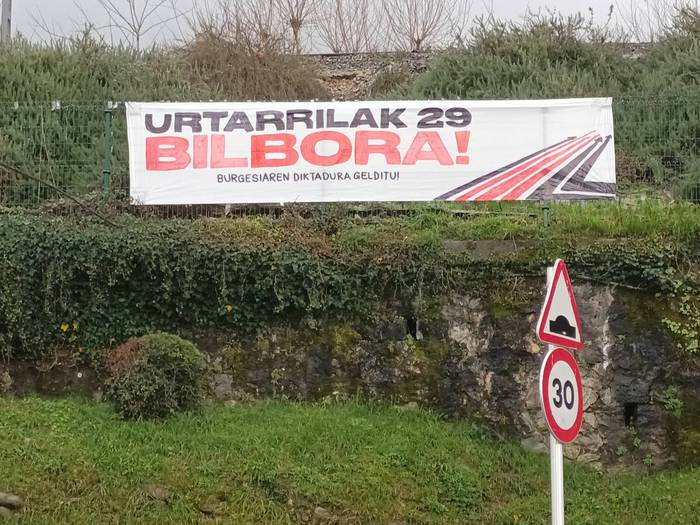 URTARRILAK 29
BILBORA!
BURGESIAREN DIKTADURA GELDITU!
30